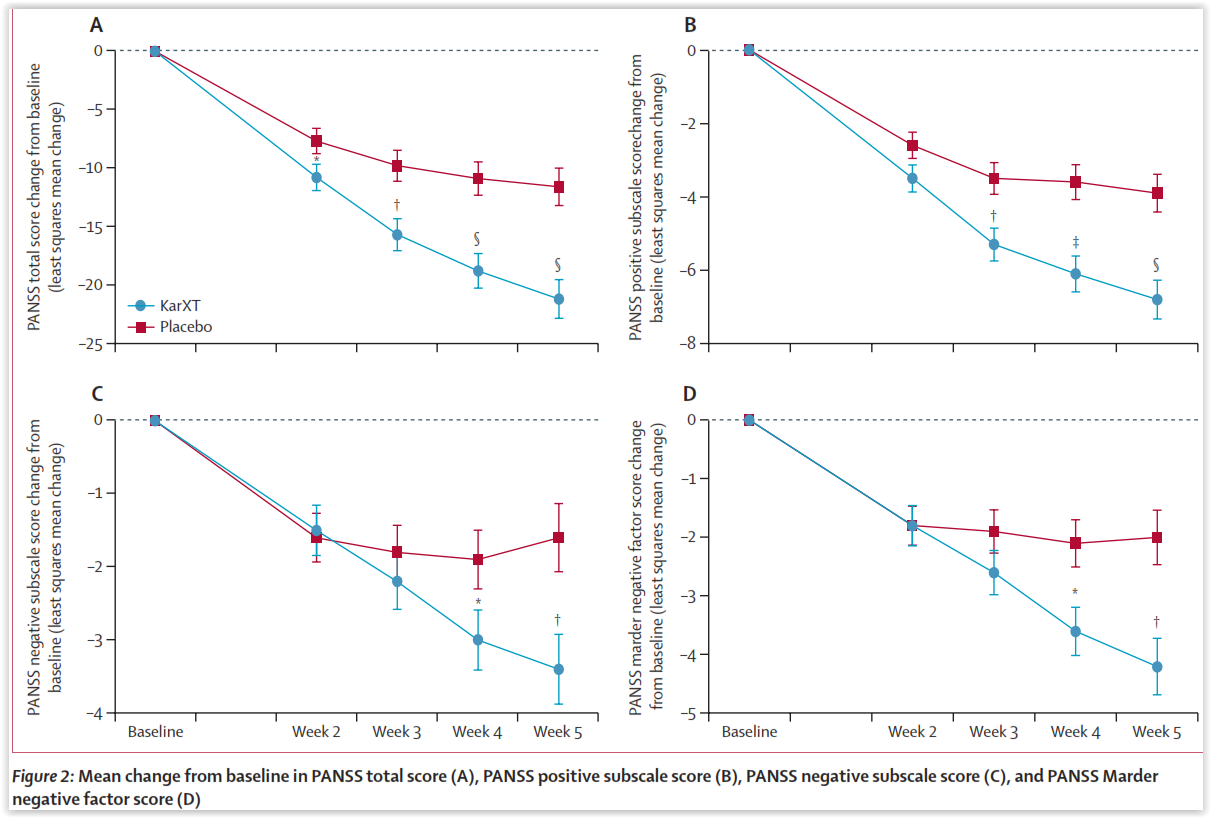 A
PANSS total score change from baseline
(least squares mean change)
0
–5
–10
–15
–20
–25
*
†
§
§
KarXT
Placebo
B
PANSS positive subscale scorechange from
baseline (least squares mean change)
0
–2
–4
–6
–8
†
‡
§
C
PANSS negative subscale score change from
baseline (least squares mean change)
0
–1
–2
–3
–4
*
†
Baseline
Week 2
Week 3
Week 4
Week 5
D
PANSS marder negative factor score change
from baseline (least squares mean change)
0
–1
–2
–3
–4
–5
*
†
Baseline
Week 2
Week 3
Week 4
Week 5
Figure 2: Mean change from baseline in PANSS total score (A), PANSS positive subscale score (B), PANSS negative subscale score (C), and PANSS Marder
negative factor score (D)